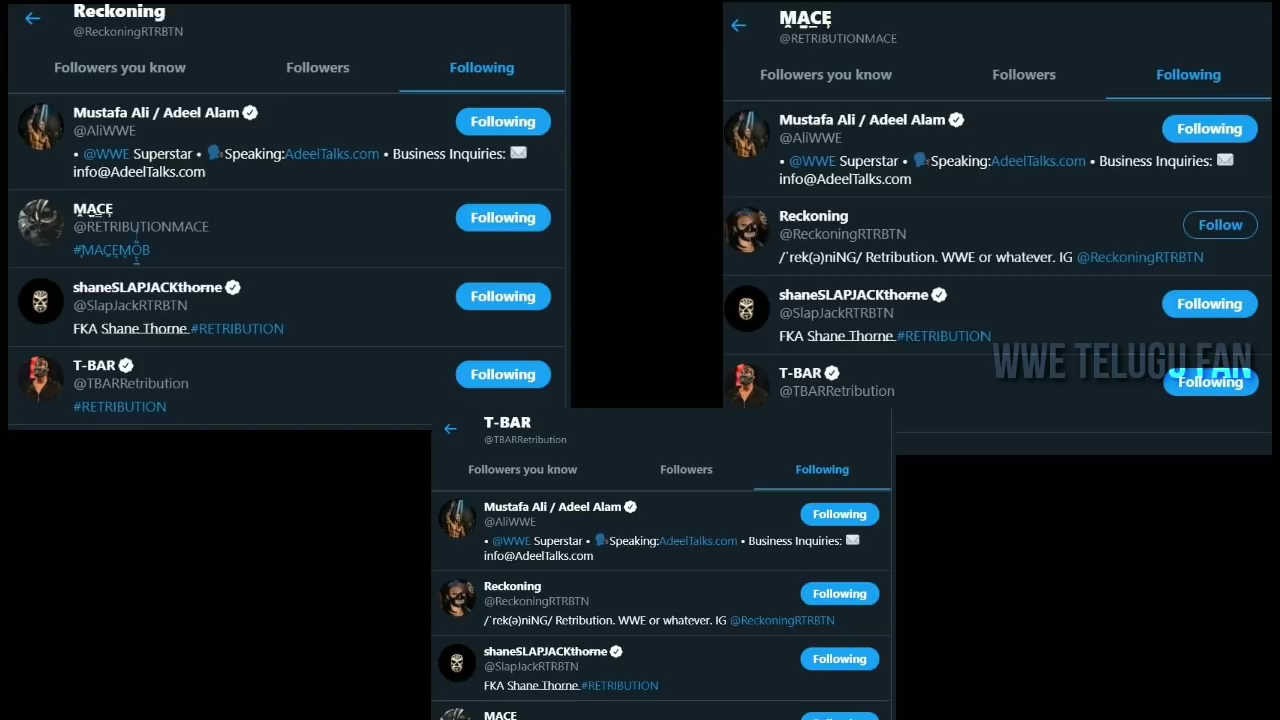 Reckoning
@ReckoningRTRBTN
Followers you know Followers Following
Mustafa Ali / Adeel Alam
@AliWWE
Following
• @WWE Superstar • 🗣Speaking:AdeelTalks.com • Business Inquiries: ✉
info@AdeelTalks.com
MACE
@RETRIBUTIONMACE
Following
#MACEMOB
shaneSLAPJACKthorne
@SlapJackRTRBTN
Following
FKA Shane Thorne #RETRIBUTION
T-BAR
@TBARRetribution
Following
#RETRIBUTION
MACE
@RETRIBUTIONMACE
Followers you know Followers Following
Mustafa Ali / Adeel Alam
@AliWWE
Following
• @WWE Superstar • 🗣Speaking:AdeelTalks.com • Business Inquiries: ✉
info@AdeelTalks.com
Reckoning
@ReckoningRTRBTN
Follow
/ˈrek(ə)niNG/ Retribution. WWE or whatever. IG @ReckoningRTRBTN
shaneSLAPJACKthorne
@SlapJackRTRBTN
Following
FKA Shane Thorne #RETRIBUTION
WWE TELUGU FAN
T-BAR
@TBARRetribution
Following
T-BAR
@TBARRetribution
Followers you know Followers Following
Mustafa Ali / Adeel Alam
@AliWWE
Following
• @WWE Superstar • 🗣Speaking:AdeelTalks.com • Business Inquiries: ✉
info@AdeelTalks.com
Reckoning
@ReckoningRTRBTN
Following
/ˈrek(ə)niNG/ Retribution. WWE or whatever. IG @ReckoningRTRBTN
shaneSLAPJACKthorne
@SlapJackRTRBTN
Following
FKA Shane Thorne #RETRIBUTION
MACE